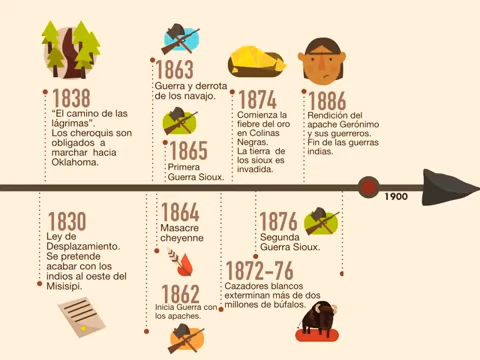 1838
"El camino de las
lágrimas".
Los cheroquis son
obligados a
marchar hacia
Oklahoma.
1863
Guerra y derrota
de los navajo.
1865
Primera
Guerra Sioux.
1874
Comienza la
fiebre del oro
en Colinas
Negras.
La tierra de
los sioux es
invadida.
1886
Rendición del
apache Gerónimo
y sus guerreros.
Fin de las guerras
indias.
1900
1830
Ley de
Desplazamiento.
Se pretende
acabar con los
indios al oeste del
Misisipi.
1864
Masacre
cheyenne
1862
Inicia Guerra con
los apaches.
1876
Segunda
Guerra Sioux.
1872-76
Cazadores blancos
exterminan más de dos
millones de búfalos.